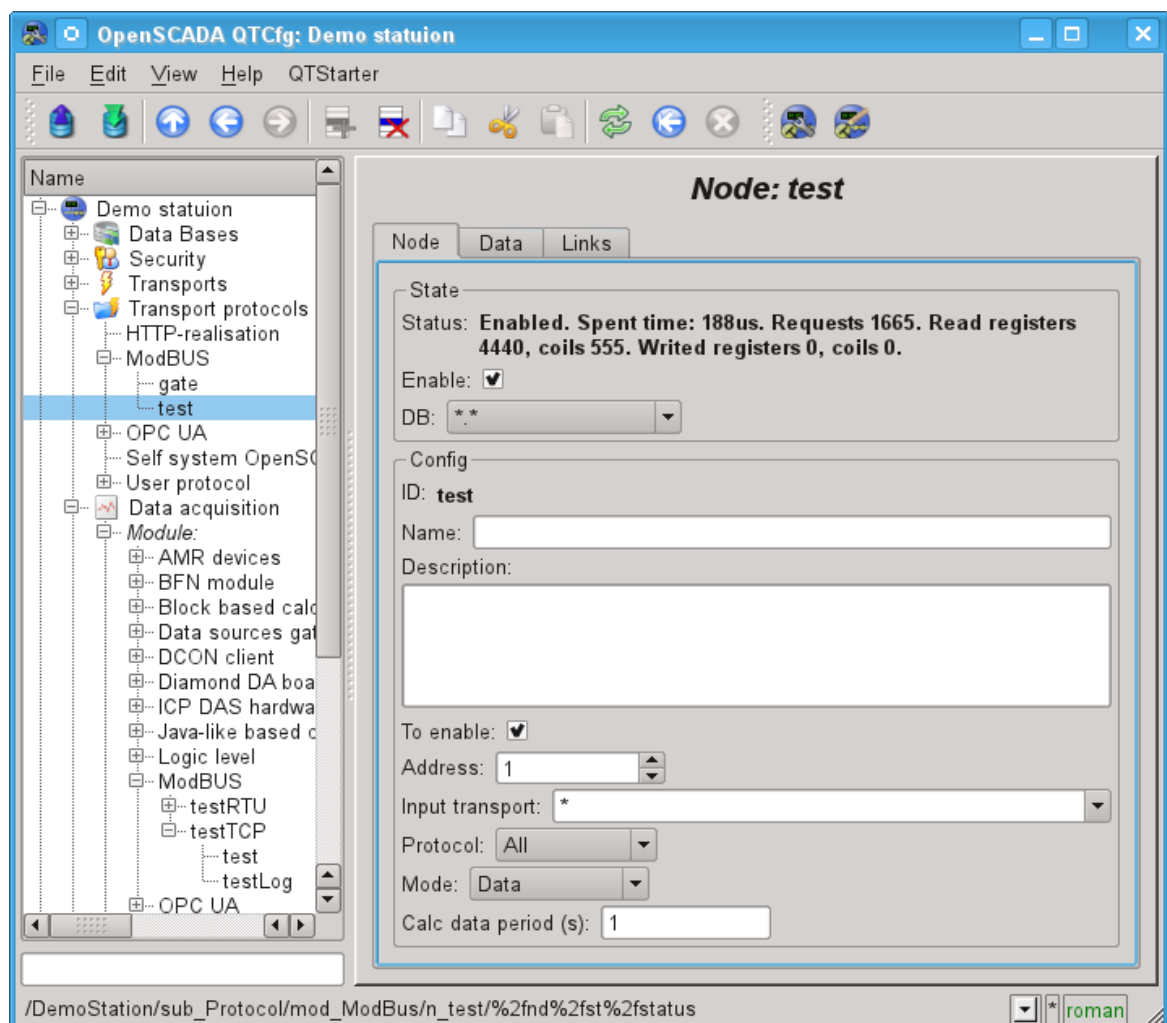 OpenSCADA QTCfg: Demo statuion
File Edit View Help QTStarter
Name
Demo statuion
Data Bases
Security
Transports
Transport protocols
HTTP-realisation
ModBUS
gate
test
OPC UA
Self system OpenSC
User protocol
Data acquisition
Module:
AMR devices
BFN module
Block based calc
Data sources gat
DCON client
Diamond DA boa
ICP DAS hardwa
Java-like based c
Logic level
ModBUS
testRTU
testTCP
test
testLog
OPC UA
Node: test
Node Data Links
State
Status: Enabled. Spent time: 188us. Requests 1665. Read registers
4440, coils 555. Writed registers 0, coils 0.
Enable:
DB: *.*
Config
ID: test
Name:
Description:
To enable:
Address: 1
Input transport: *
Protocol: All
Mode: Data
Calc data period (s): 1
/DemoStation/sub_Protocol/mod_ModBus/n_test/%2fnd%2fst%2fstatus * roman